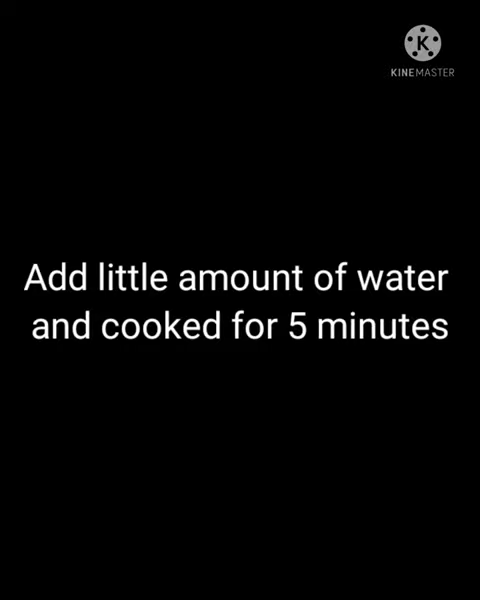 K
KINEMASTER
Add little amount of water
and cooked for 5 minutes